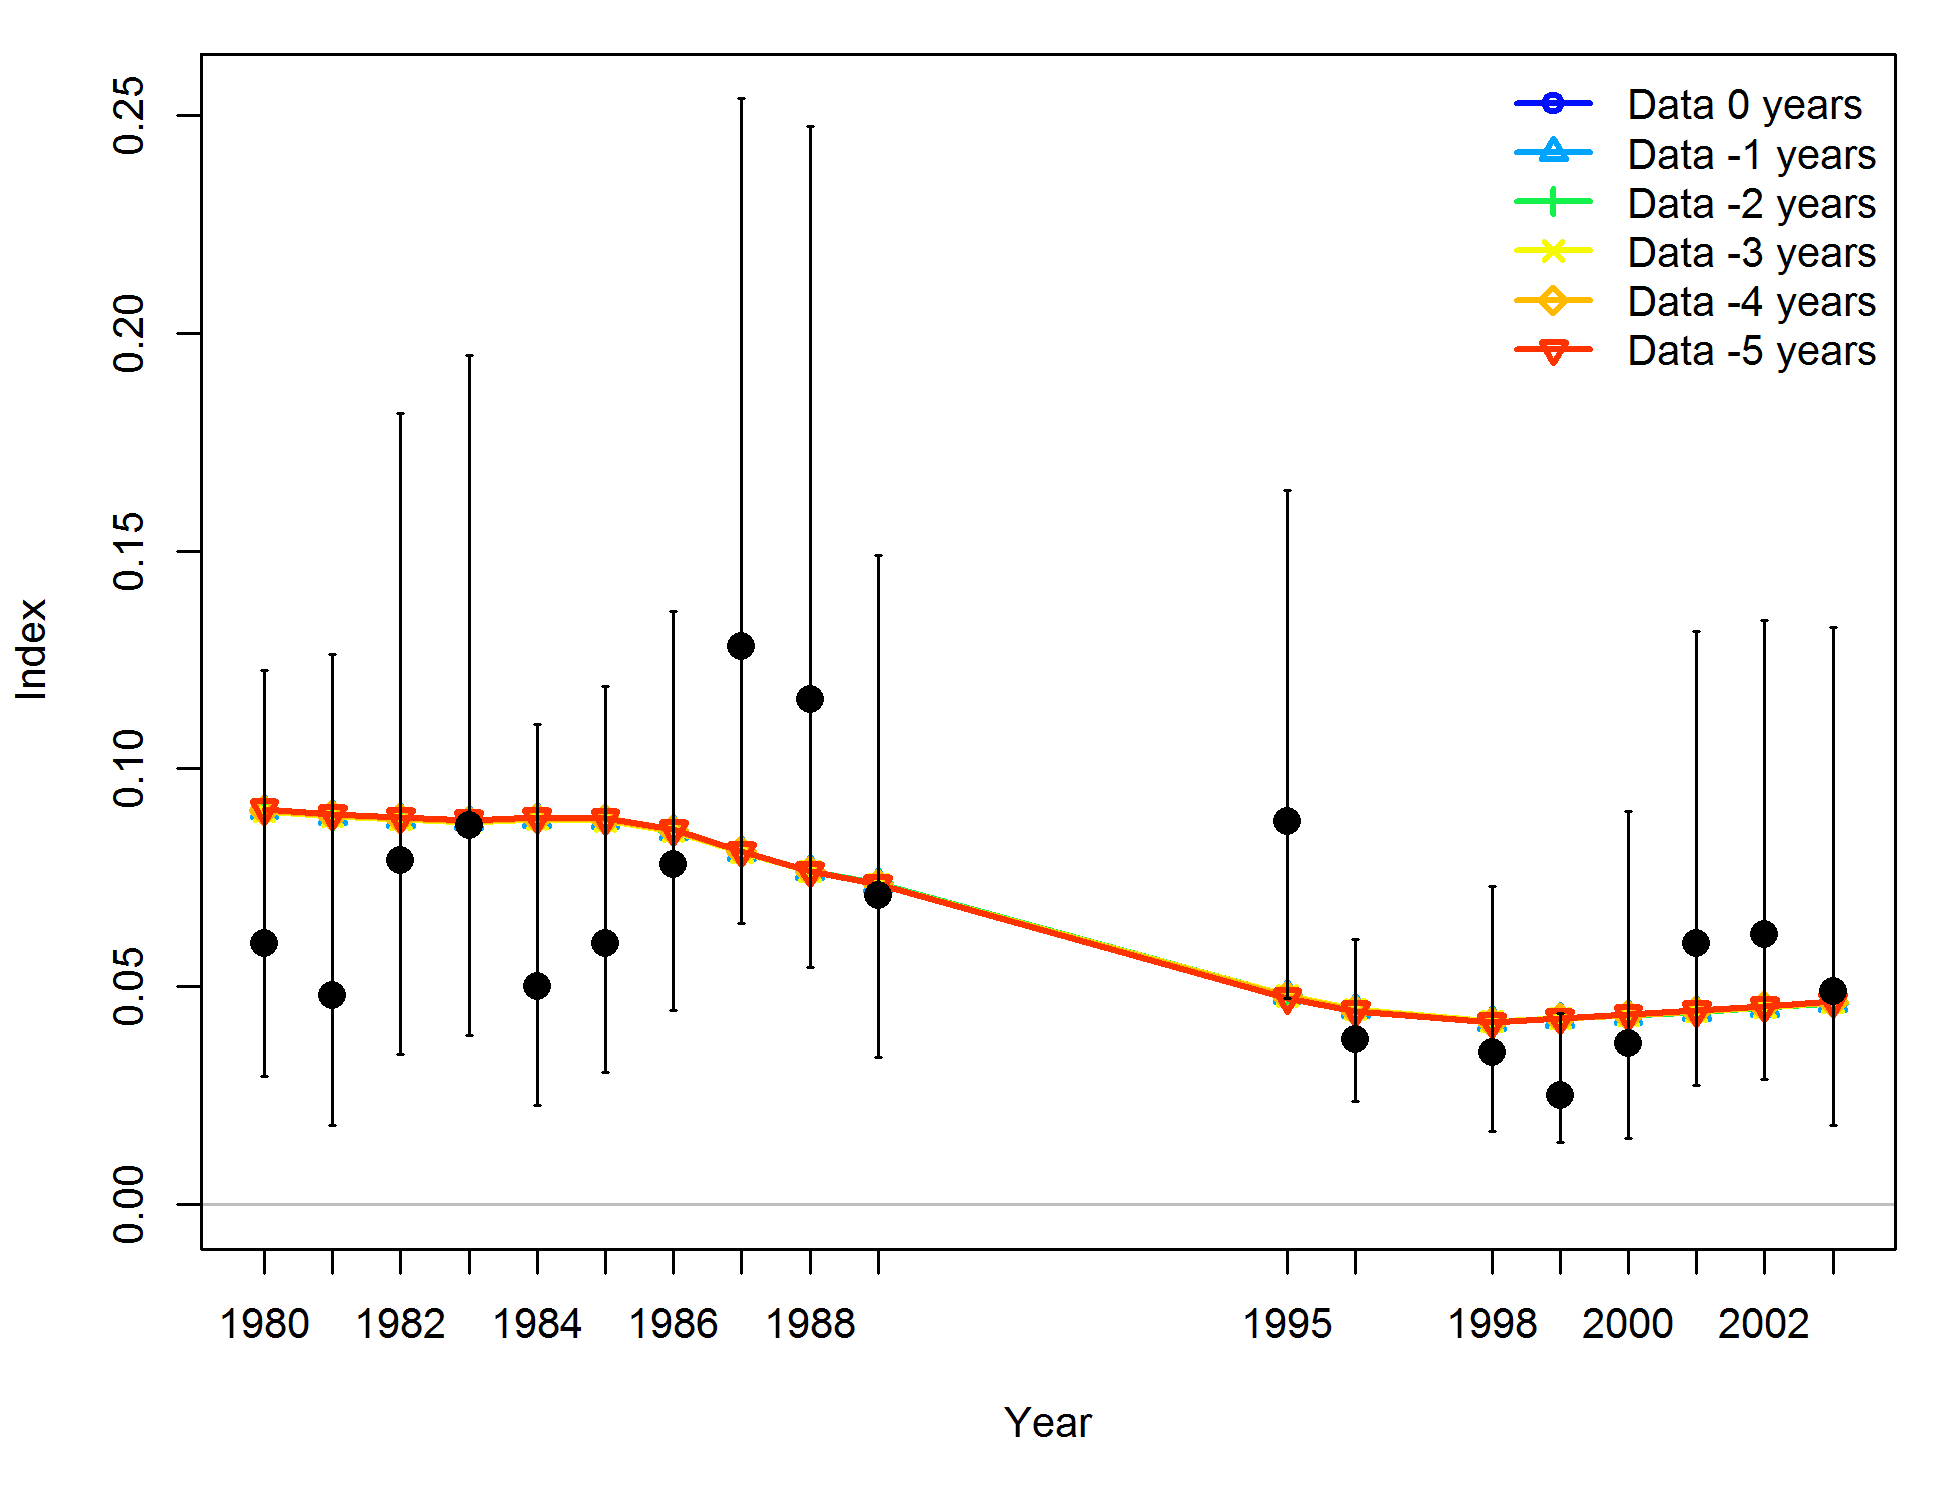 Data 0 years
Data -1 years
Data -2 years
Data -3 years
Data -4 years
Data -5 years
0.25
0.20
0.15
0.10
0.05
0.00
Index
1980 1982 1984 1986 1988 1995 1998 2000 2002
Year